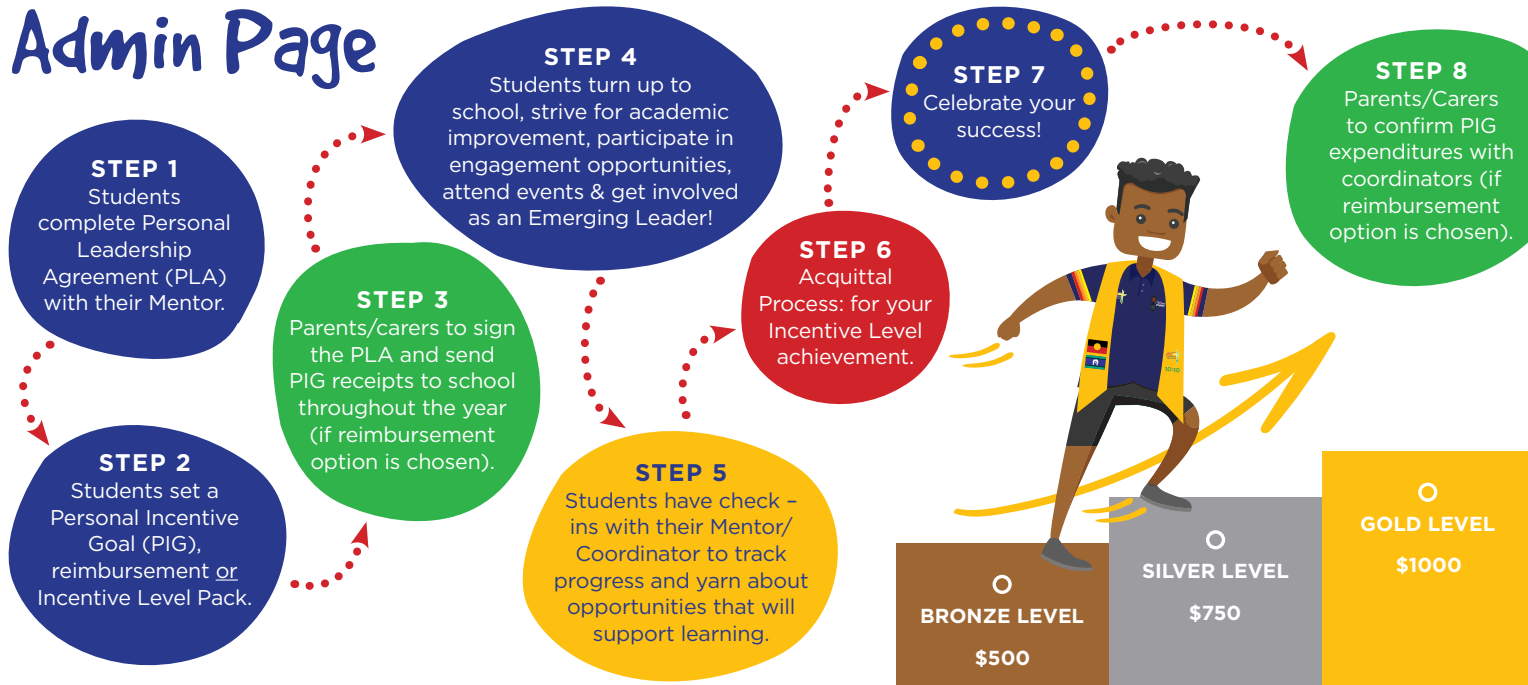 Admin Page
STEP 1
Students
complete Personal
Leadership
Agreement (PLA)
with their Mentor.
STEP 2
Students set a
Personal Incentive
Goal (PIG),
reimbursement or
Incentive Level Pack.
STEP 3
Parents/carers to sign
the PLA and send
PIG receipts to school
throughout the year
(if reimbursement
option is chosen).
STEP 4
Students turn up to
school, strive for academic
improvement, participate in
engagement opportunities,
attend events & get involved
as an Emerging Leader!
STEP 5
Students have check –
ins with their Mentor/
Coordinator to track
progress and yarn about
opportunities that will
support learning.
STEP 6
Acquittal
Process: for your
Incentive Level
achievement.
STEP 7
Celebrate your
success!
STEP 8
Parents/Carers
to confirm PIG
expenditures with
coordinators (if
reimbursement
option is chosen).
10:10
BRONZE LEVEL
$500
SILVER LEVEL
$750
GOLD LEVEL
$1000